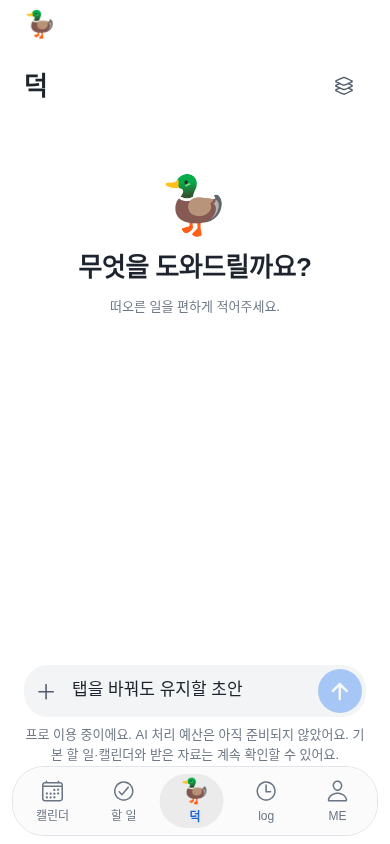 덕
무엇을 도와드릴까요?
떠오른 일을 편하게 적어주세요.
탭을 바꿔도 유지할 초안
프로 이용 중이에요. AI 처리 예산은 아직 준비되지 않았어요. 기
본 할 일·캘린더와 받은 자료는 계속 확인할 수 있어요.
캘린더
할 일
덕
log
ME